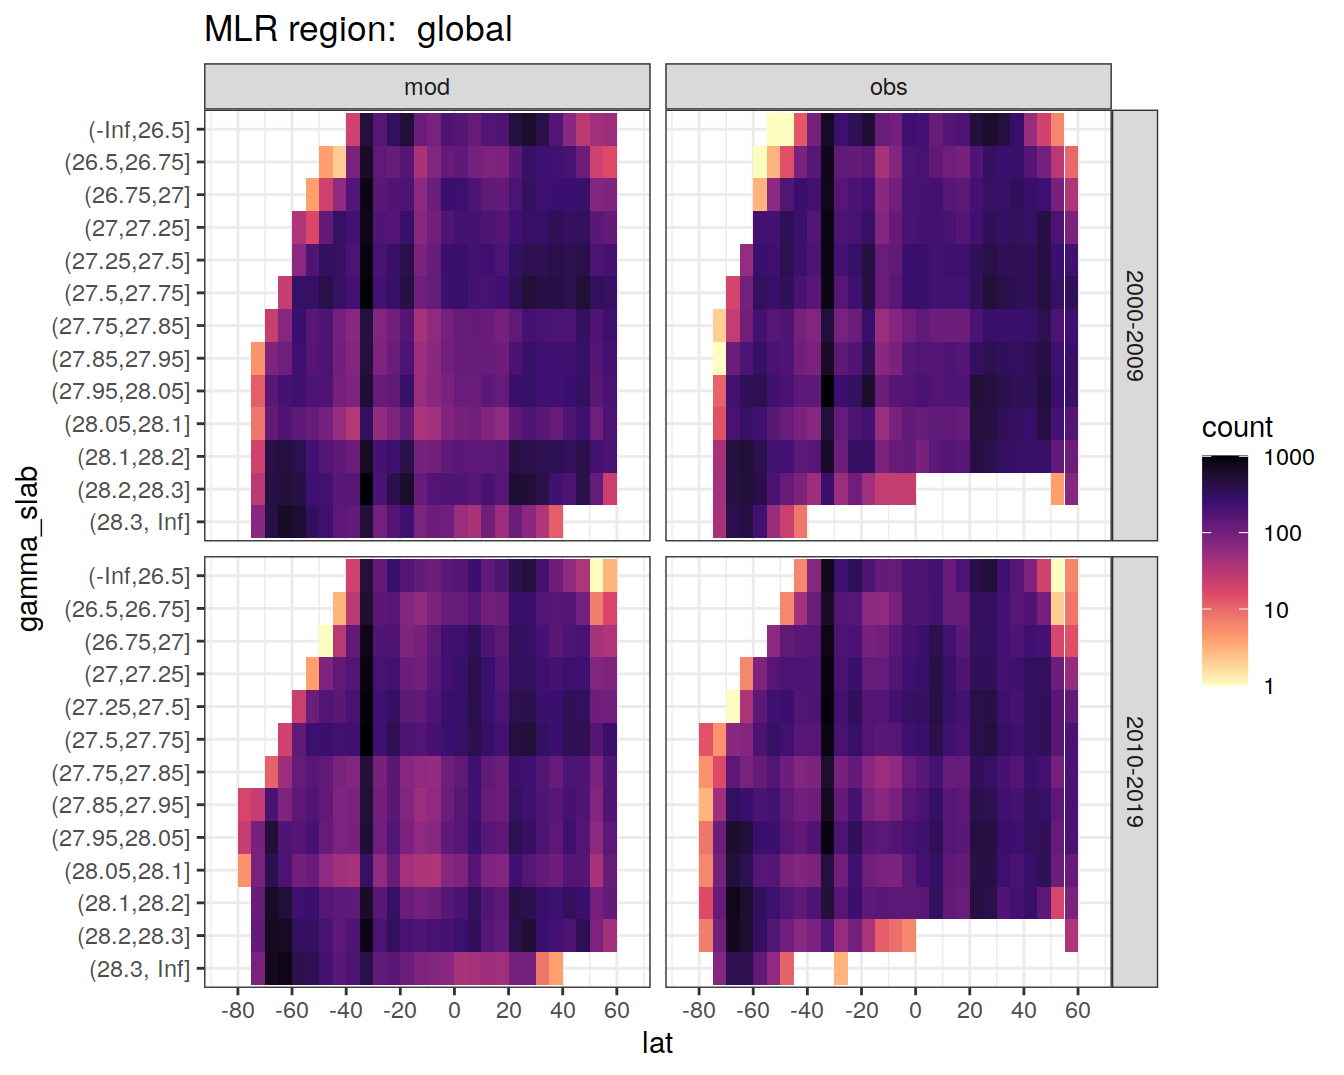 MLR region:  global
mod
obs
(-Inf,26.5]
(26.5,26.75]
(26.75,27]
(27,27.25]
(27.25,27.5]
(27.5,27.75]
(27.75,27.85]
(27.85,27.95]
(27.95,28.05]
(28.05,28.1]
(28.1,28.2]
(28.2,28.3]
(28.3, Inf]
2000-2009
(-Inf,26.5]
(26.5,26.75]
(26.75,27]
(27,27.25]
(27.25,27.5]
(27.5,27.75]
(27.75,27.85]
(27.85,27.95]
(27.95,28.05]
(28.05,28.1]
(28.1,28.2]
(28.2,28.3]
(28.3, Inf]
2010-2019
gamma_slab
-80 -60 -40 -20 0 20 40 60
-80 -60 -40 -20 0 20 40 60
lat
count
1000
100
10
1